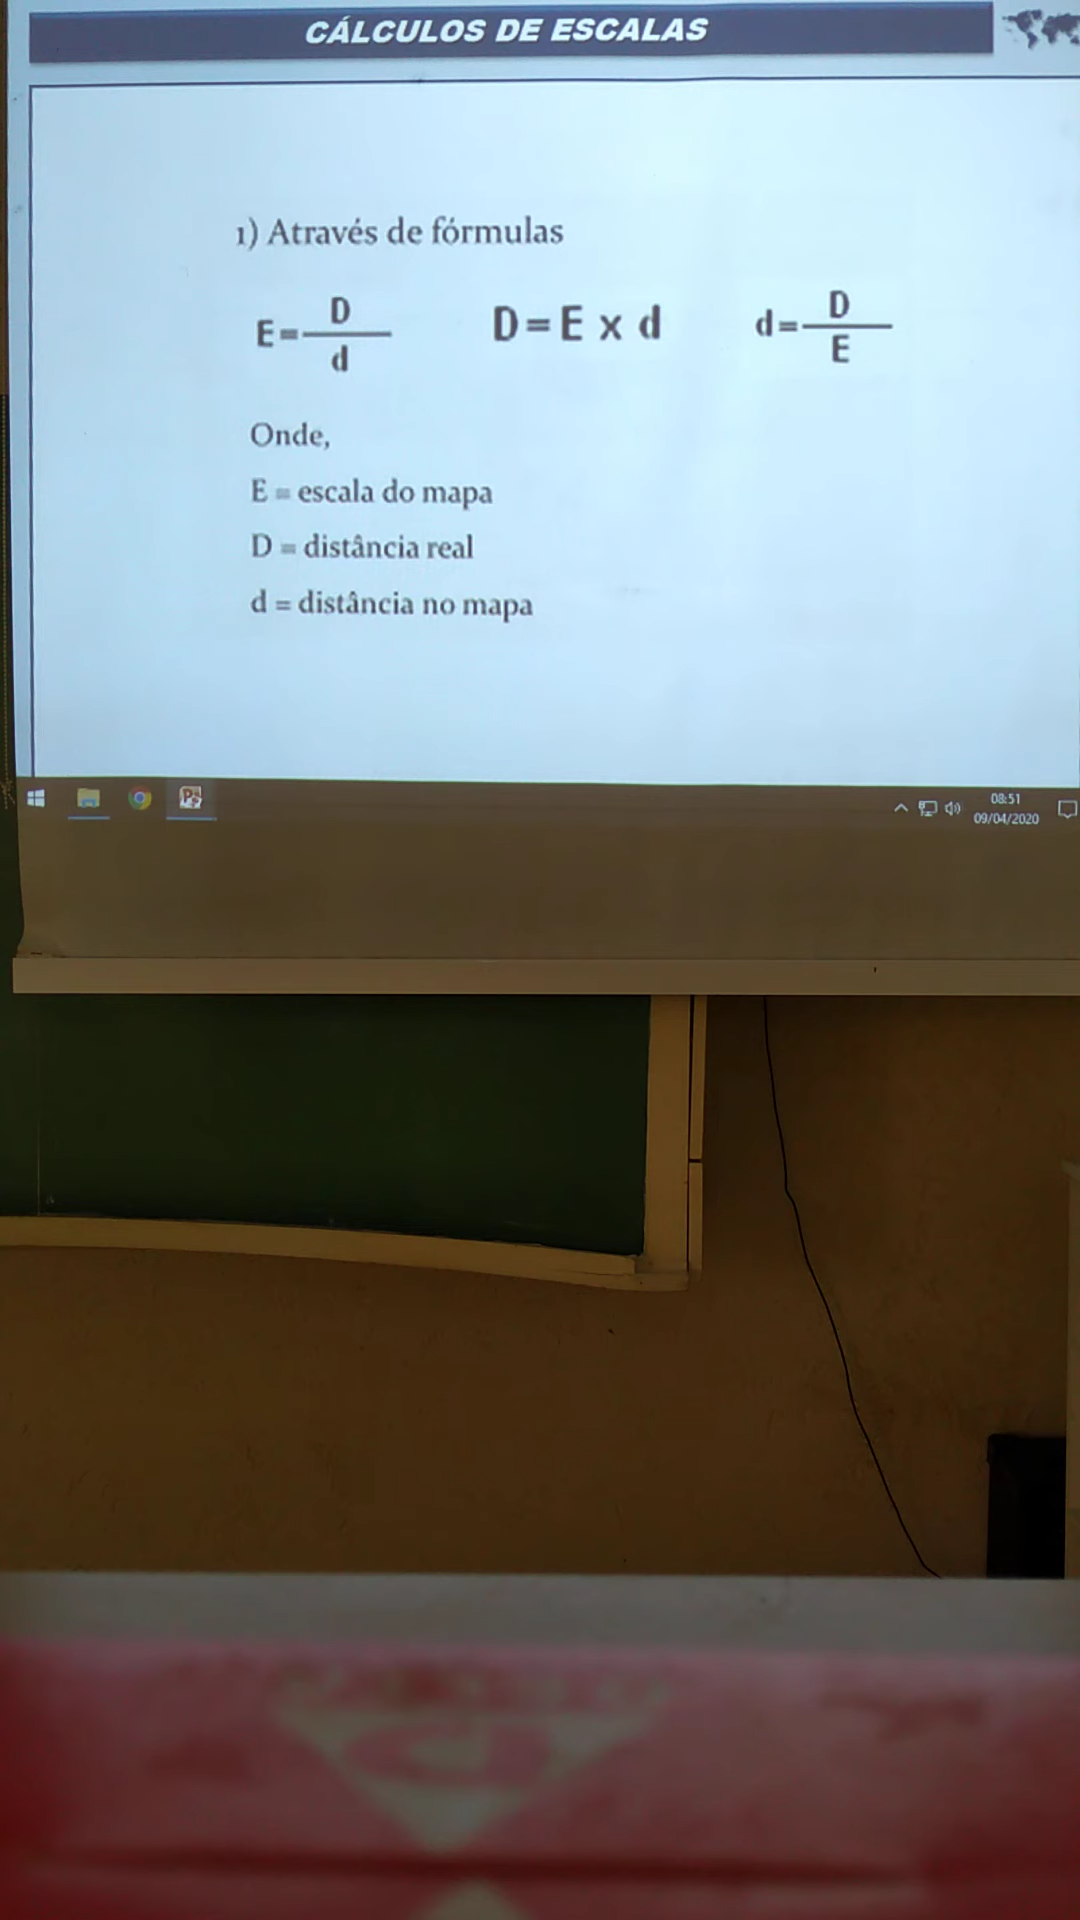 CÁLCULOS DE ESCALAS
1) Através de fórmulas
E = D / d    D = E x d    d = D / E
Onde,
E = escala do mapa
D = distância real
d = distância no mapa
08:51
09/04/2020